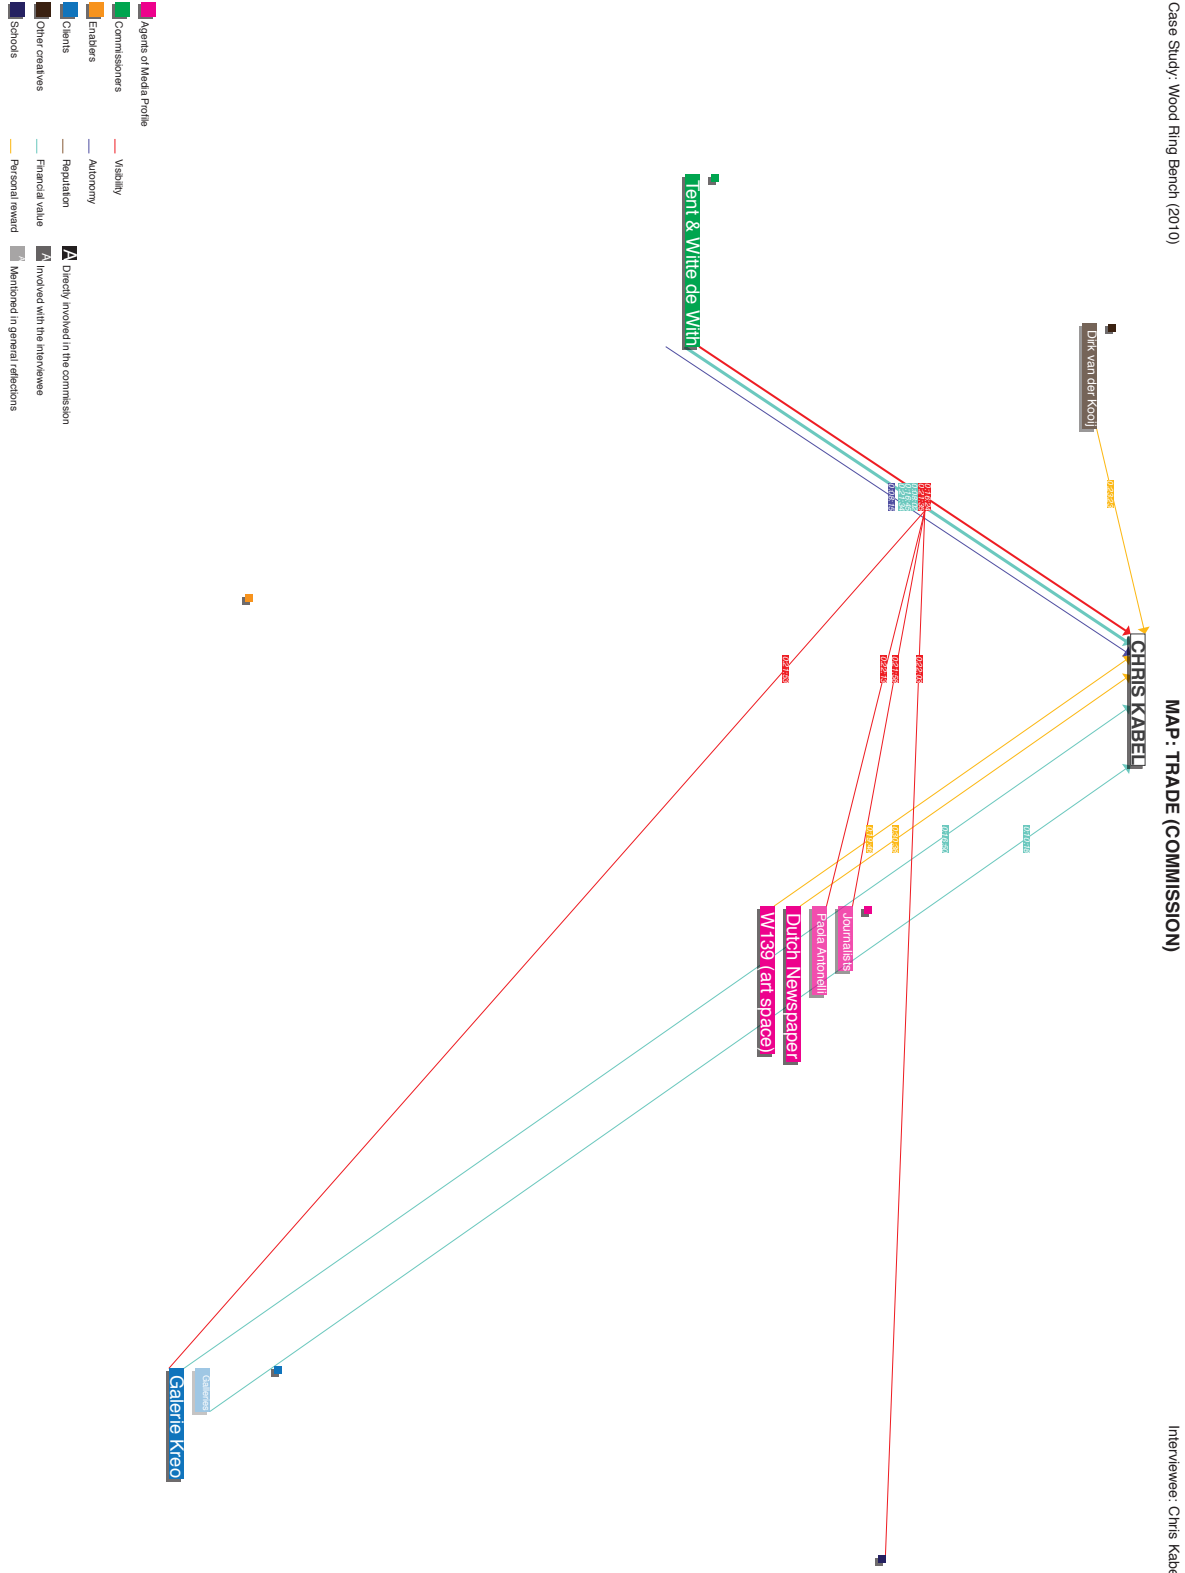 Case Study: Wood Ring Bench (2010)
MAP: TRADE (COMMISSION)
Interviewee: Chris Kabe
CHRIS KABEL
Dirk van der Kooij
Tent & Witte de With
Journalists
Paola Antonelli
Dutch Newspaper
W139 (art space)
Galleries
Galerie Kreo
Agents of Media Profile
Commissioners
Enablers
Clients
Other creatives
Schools
Visibility
Autonomy
Reputation
Financial value
Personal reward
A Directly involved in the commission
A Involved with the interviewee
A Mentioned in general reflections